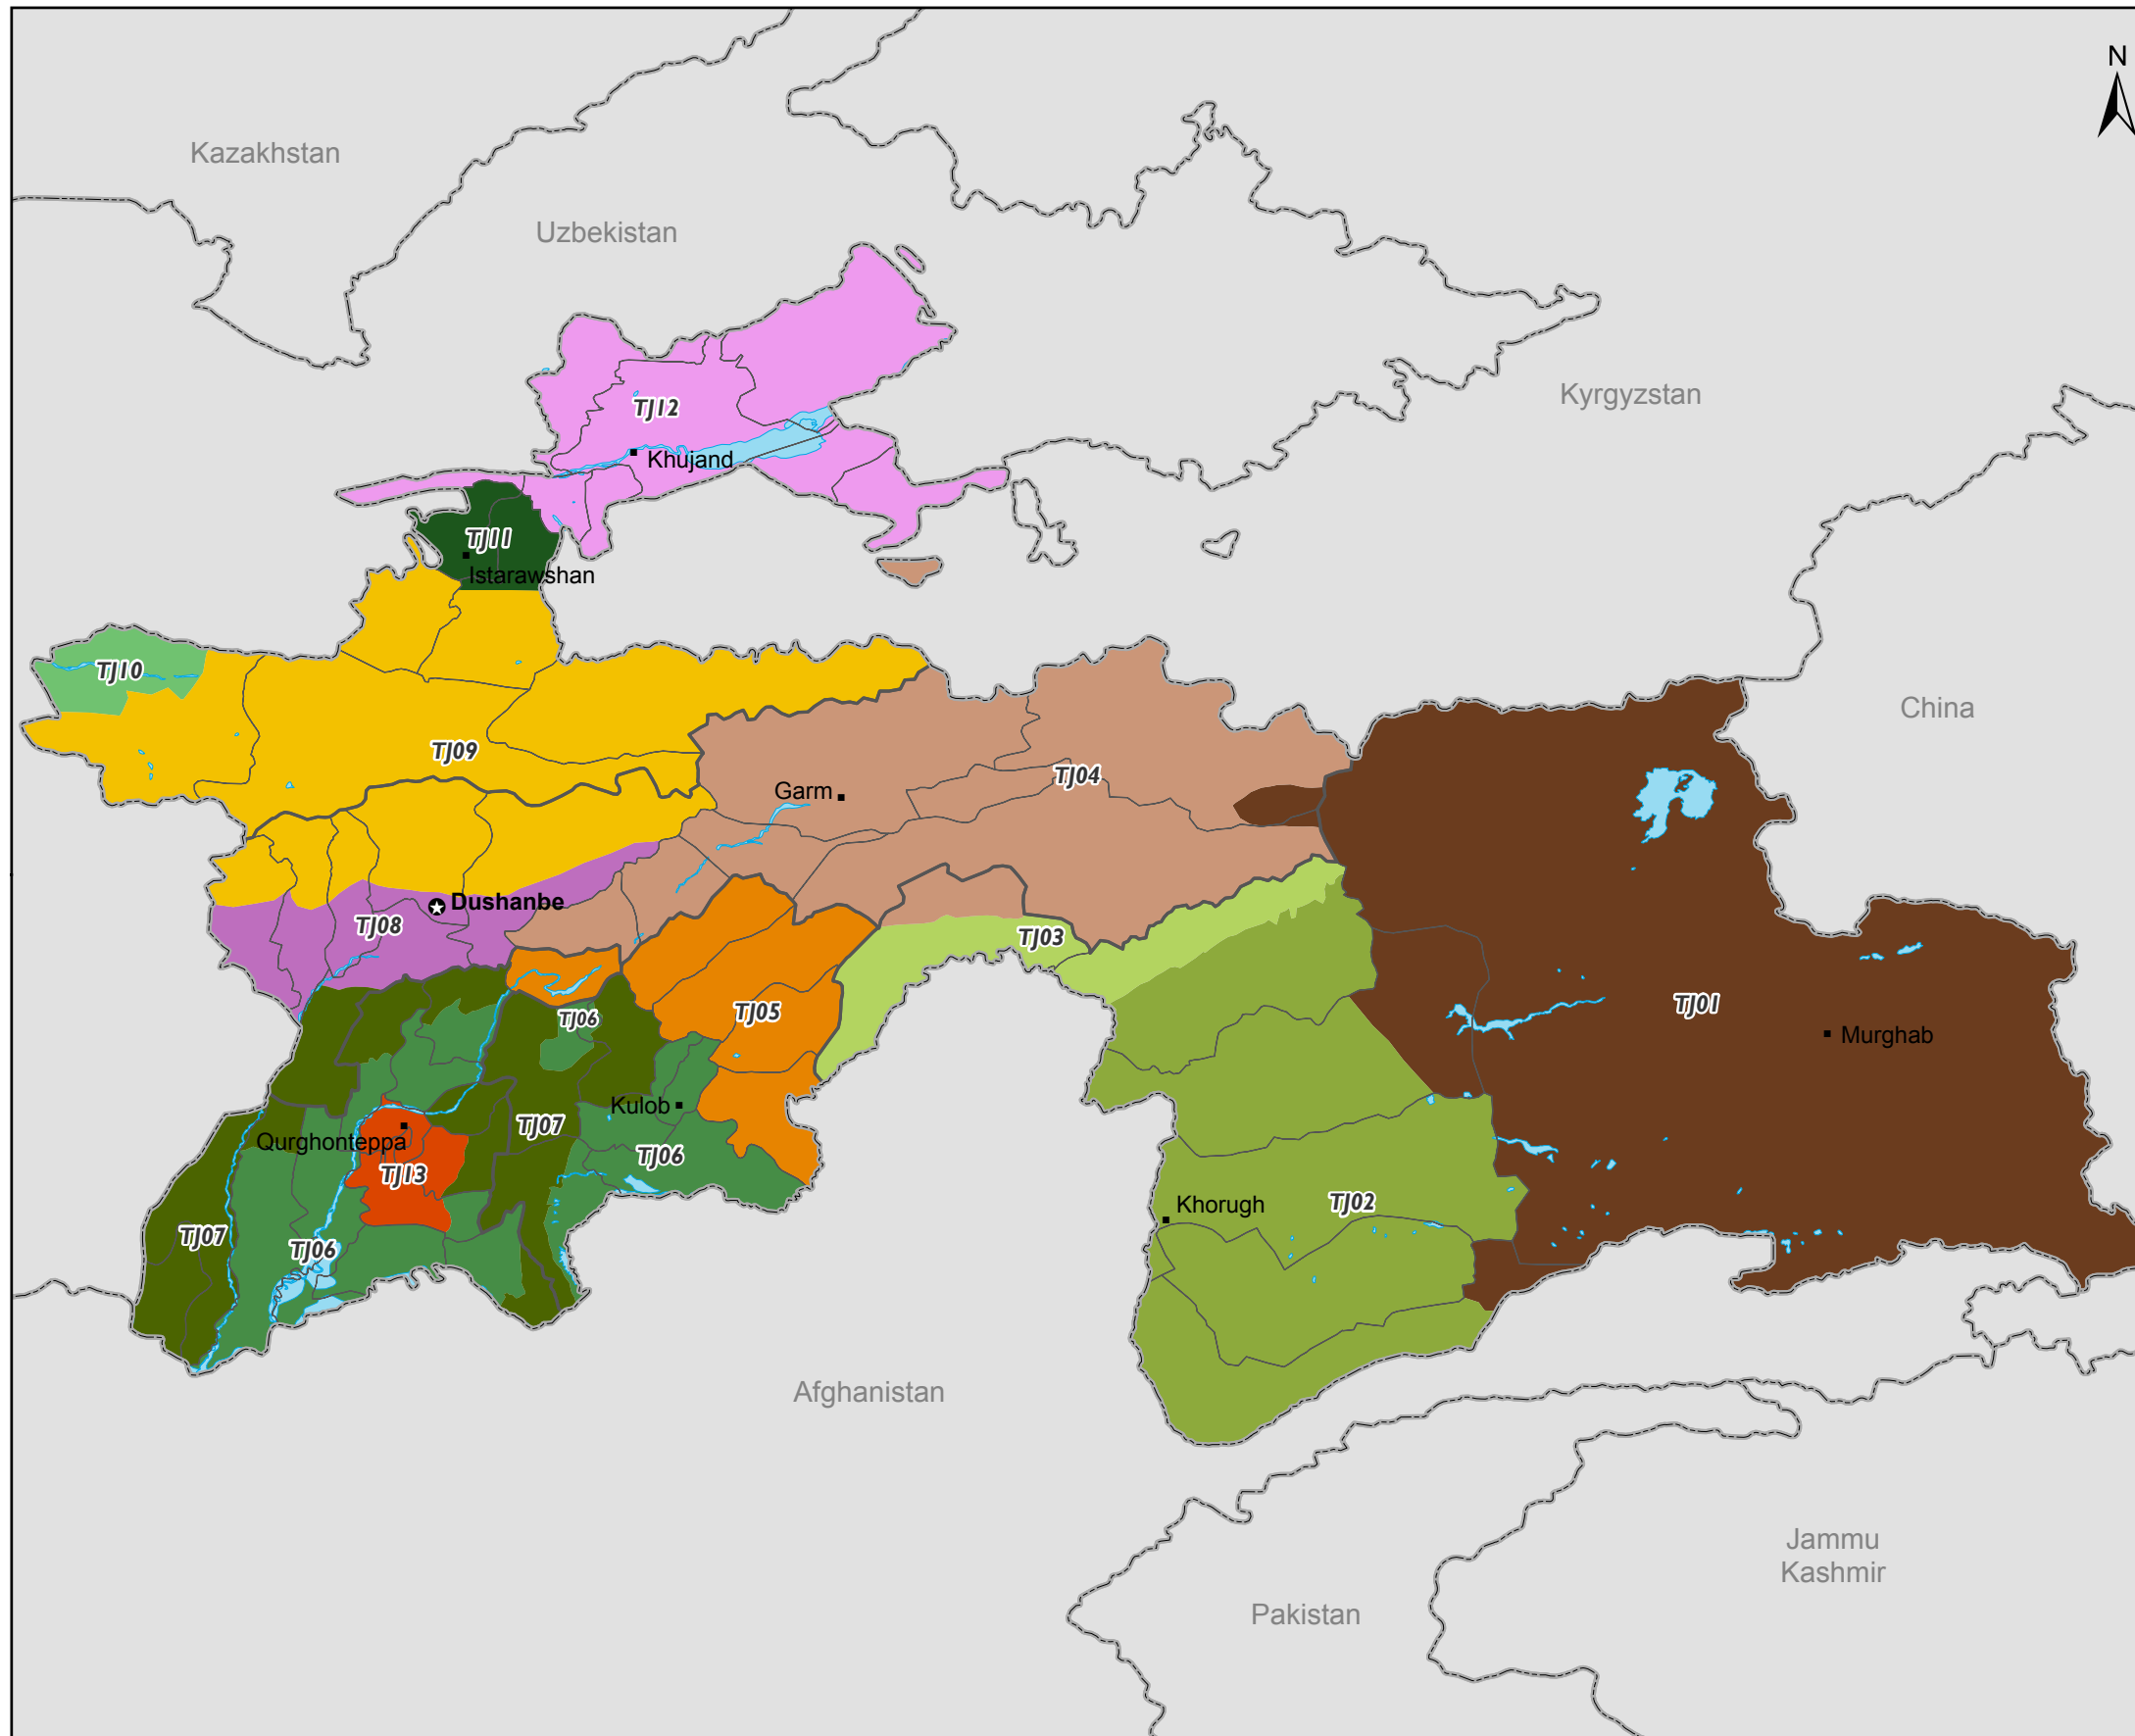 N
Kazakhstan
Uzbekistan
Kyrgyzstan
TJ12
Khujand
TJ11
Istarawshan
TJ10
China
TJ09
TJ04
Garm
Dushanbe
TJ08
TJ03
TJ01
TJ05
TJ06
Murghab
Kulob
TJ07
Qurghonteppa
TJ06
TJ13
Khorugh
TJ02
TJ07
TJ06
Afghanistan
Jammu
Kashmir
Pakistan